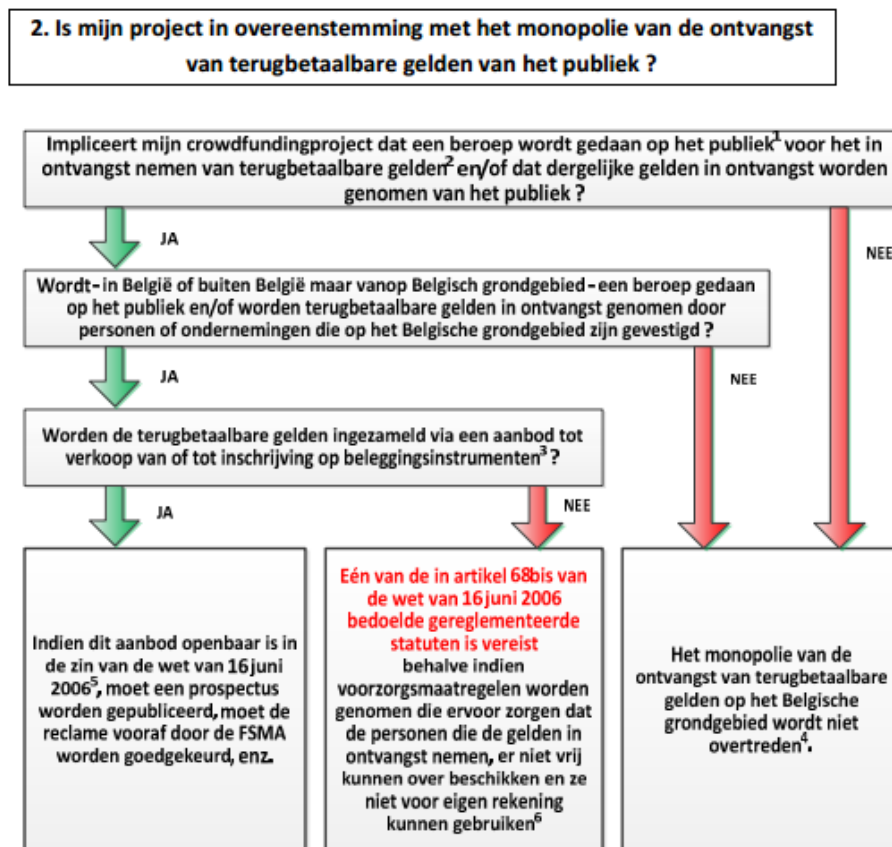 2. Is mijn project in overeenstemming met het monopolie van de ontvangst
van terugbetaalbare gelden van het publiek ?
Impliceert mijn crowdfundingproject dat een beroep wordt gedaan op het publiek¹ voor het in
ontvangst nemen van terugbetaalbare gelden² en/of dat dergelijke gelden in ontvangst worden
genomen van het publiek ?
JA
NEE
Wordt-in België of buiten België maar vanop Belgisch grondgebied-een beroep gedaan
op het publiek en/of worden terugbetaalbare gelden in ontvangst genomen door
personen of ondernemingen die op het Belgische grondgebied zijn gevestigd ?
JA
NEE
Worden de terugbetaalbare gelden ingezameld via een aanbod tot
verkoop van of tot inschrijving op beleggingsinstrumenten³ ?
JA
NEE
Indien dit aanbod openbaar is in
de zin van de wet van 16 juni
2006⁵, moet een prospectus
worden gepubliceerd, moet de
reclame vooraf door de FSMA
worden goedgekeurd, enz.
Eén van de in artikel 68bis van
de wet van 16 juni 2006
bedoelde gereglementeerde
statuten is vereist
behalve indien
voorzorgsmaatregelen worden
genomen die ervoor zorgen dat
de personen die de gelden in
ontvangst nemen, er niet vrij
kunnen over beschikken en ze
niet voor eigen rekening
kunnen gebruiken⁶
Het monopolie van de
ontvangst van terugbetaalbare
gelden op het Belgische
grondgebied wordt niet
overtreden⁴.